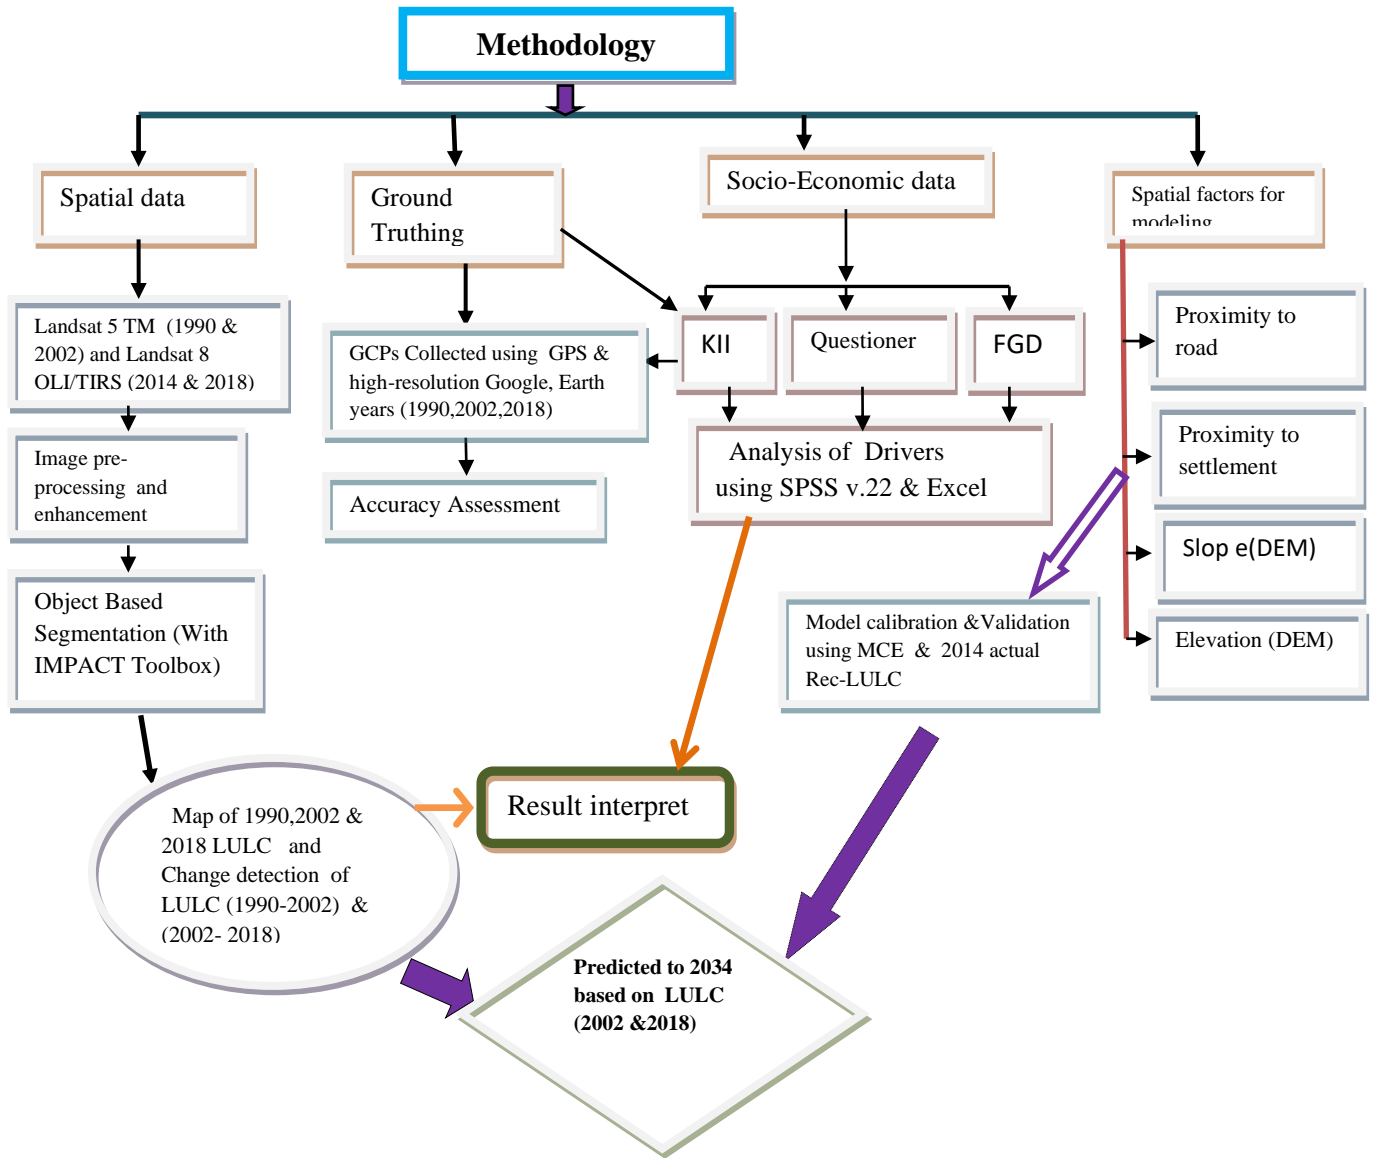 Methodology
Spatial data
Ground
Truthing
Socio-Economic data
Spatial factors for
modeling
Landsat 5 TM (1990 &
2002) and Landsat 8
OLI/TIRS (2014 & 2018)
GCPs Collected using GPS &
high-resolution Google, Earth
years (1990,2002,2018)
KII
Questioner
FGD
Proximity to
road
Image pre-
processing and
enhancement
Accuracy Assessment
Analysis of Drivers
using SPSS v.22 & Excel
Proximity to
settlement
Slop e(DEM)
Object Based
Segmentation (With
IMPACT Toolbox)
Model calibration &Validation
using MCE & 2014 actual
Rec-LULC
Elevation (DEM)
Map of 1990,2002 &
2018 LULC and
Change detection of
LULC (1990-2002) &
(2002- 2018)
Result interpret
Predicted to 2034
based on LULC
(2002 &2018)